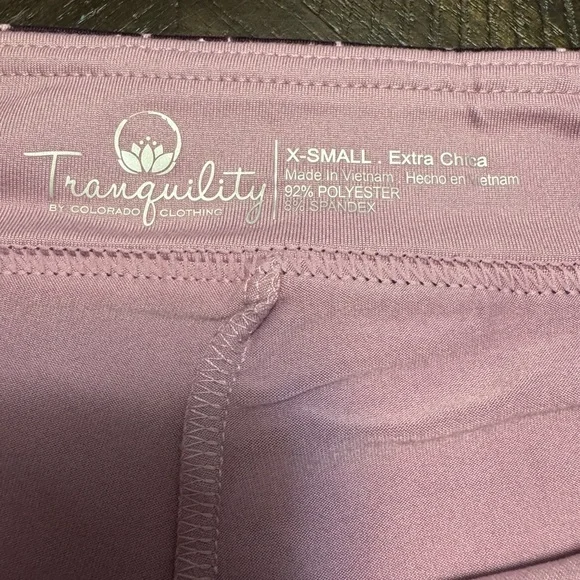 Tranquility
BY COLORADO CLOTHING
X-SMALL . Extra Chica
Made In Vietnam . Hecho en Vietnam
92% POLYESTER
8% SPANDEX